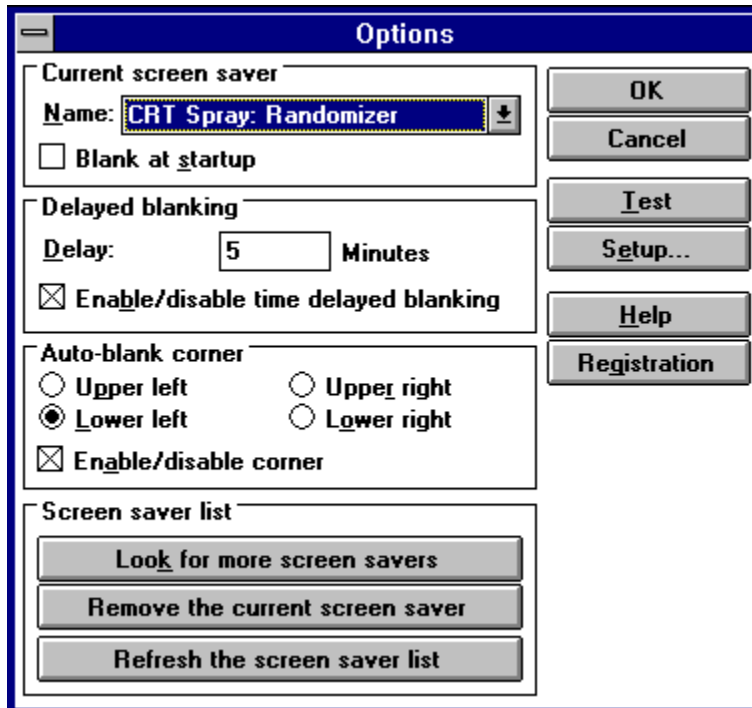 Options
Current screen saver
Name: CRT Spray: Randomizer
Blank at startup
Delayed blanking
Delay: 5 Minutes
Enable/disable time delayed blanking
Auto-blank corner
Upper left Upper right
Lower left Lower right
Enable/disable corner
Screen saver list
Look for more screen savers
Remove the current screen saver
Refresh the screen saver list
OK
Cancel
Test
Setup...
Help
Registration